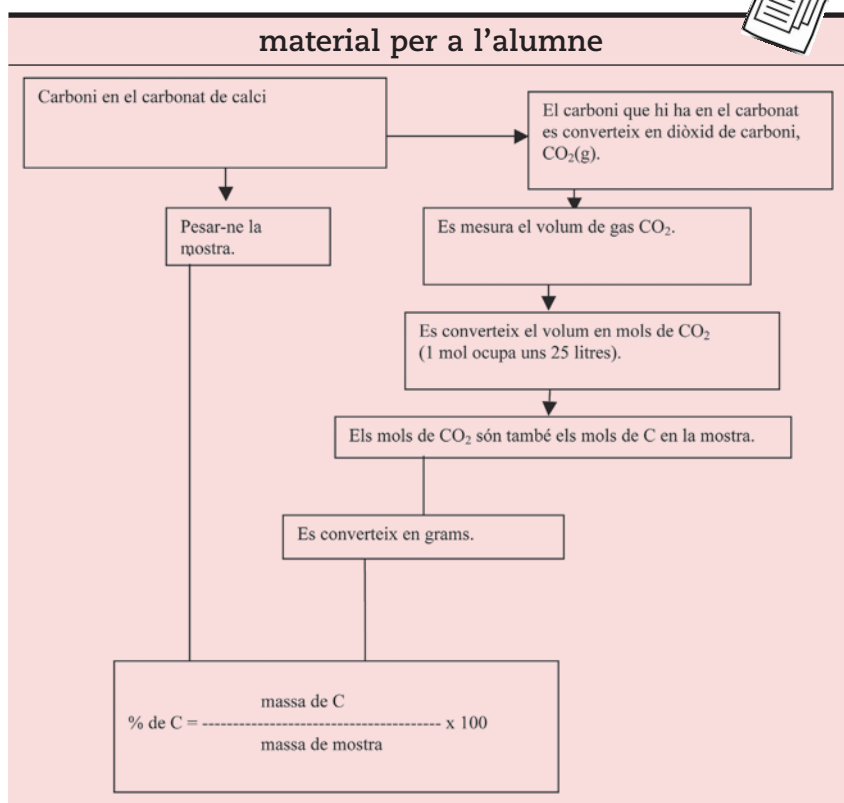 material per a l'alumne
Carboni en el carbonat de calci
El carboni que hi ha en el carbonat
es converteix en diòxid de carboni,
CO₂(g).
Pesar-ne la
mostra.
Es mesura el volum de gas CO₂.
Es converteix el volum en mols de CO₂
(1 mol ocupa uns 25 litres).
Els mols de CO₂ són també els mols de C en la mostra.
Es converteix en grams.
massa de C
% de C = --------------------------------------- x 100
massa de mostra